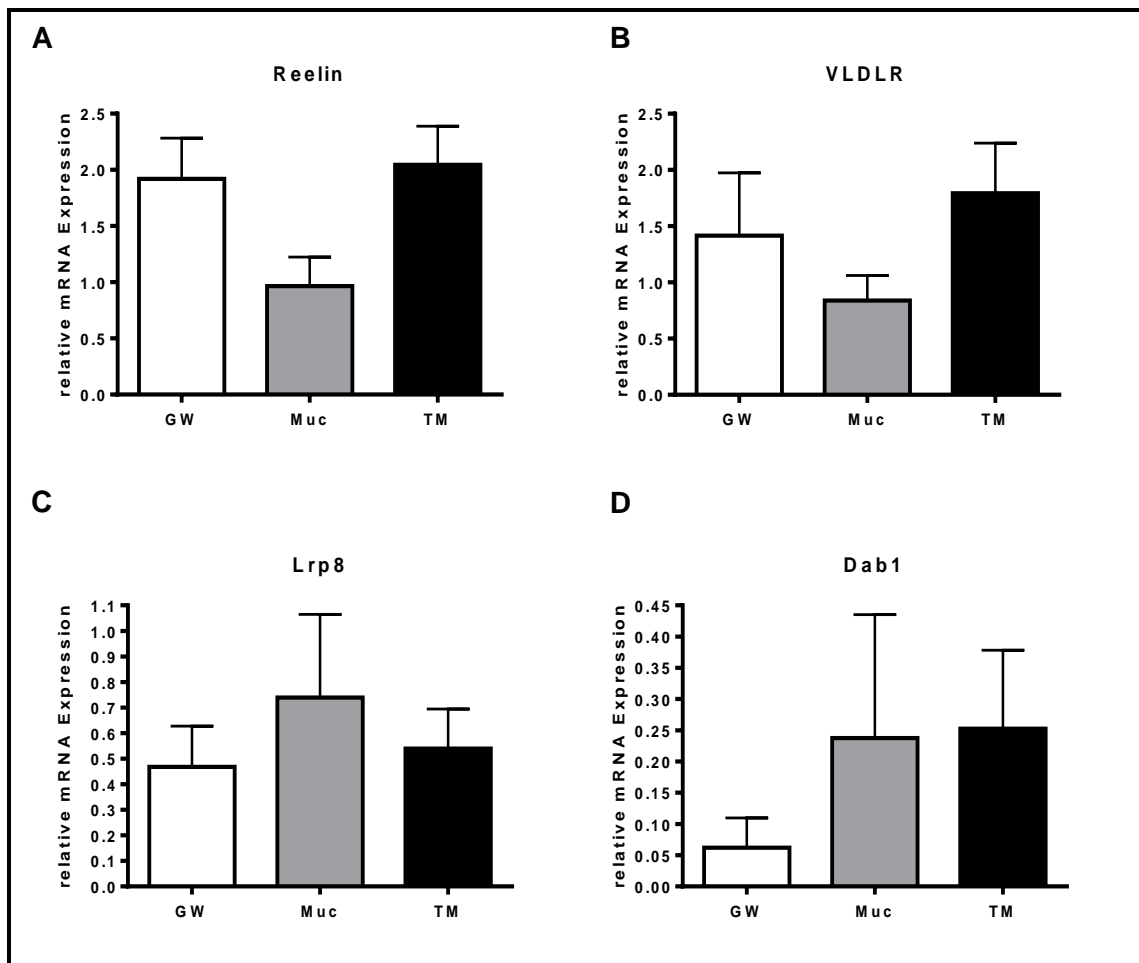 A
Reelin
relative mRNA Expression
2.5
2.0
1.5
1.0
0.5
0.0
GW Muc TM
B
VLDLR
relative mRNA Expression
2.5
2.0
1.5
1.0
0.5
0.0
GW Muc TM
C
Lrp8
relative mRNA Expression
1.1
1.0
0.9
0.8
0.7
0.6
0.5
0.4
0.3
0.2
0.1
0.0
GW Muc TM
D
Dab1
relative mRNA Expression
0.45
0.40
0.35
0.30
0.25
0.20
0.15
0.10
0.05
0.00
GW Muc TM